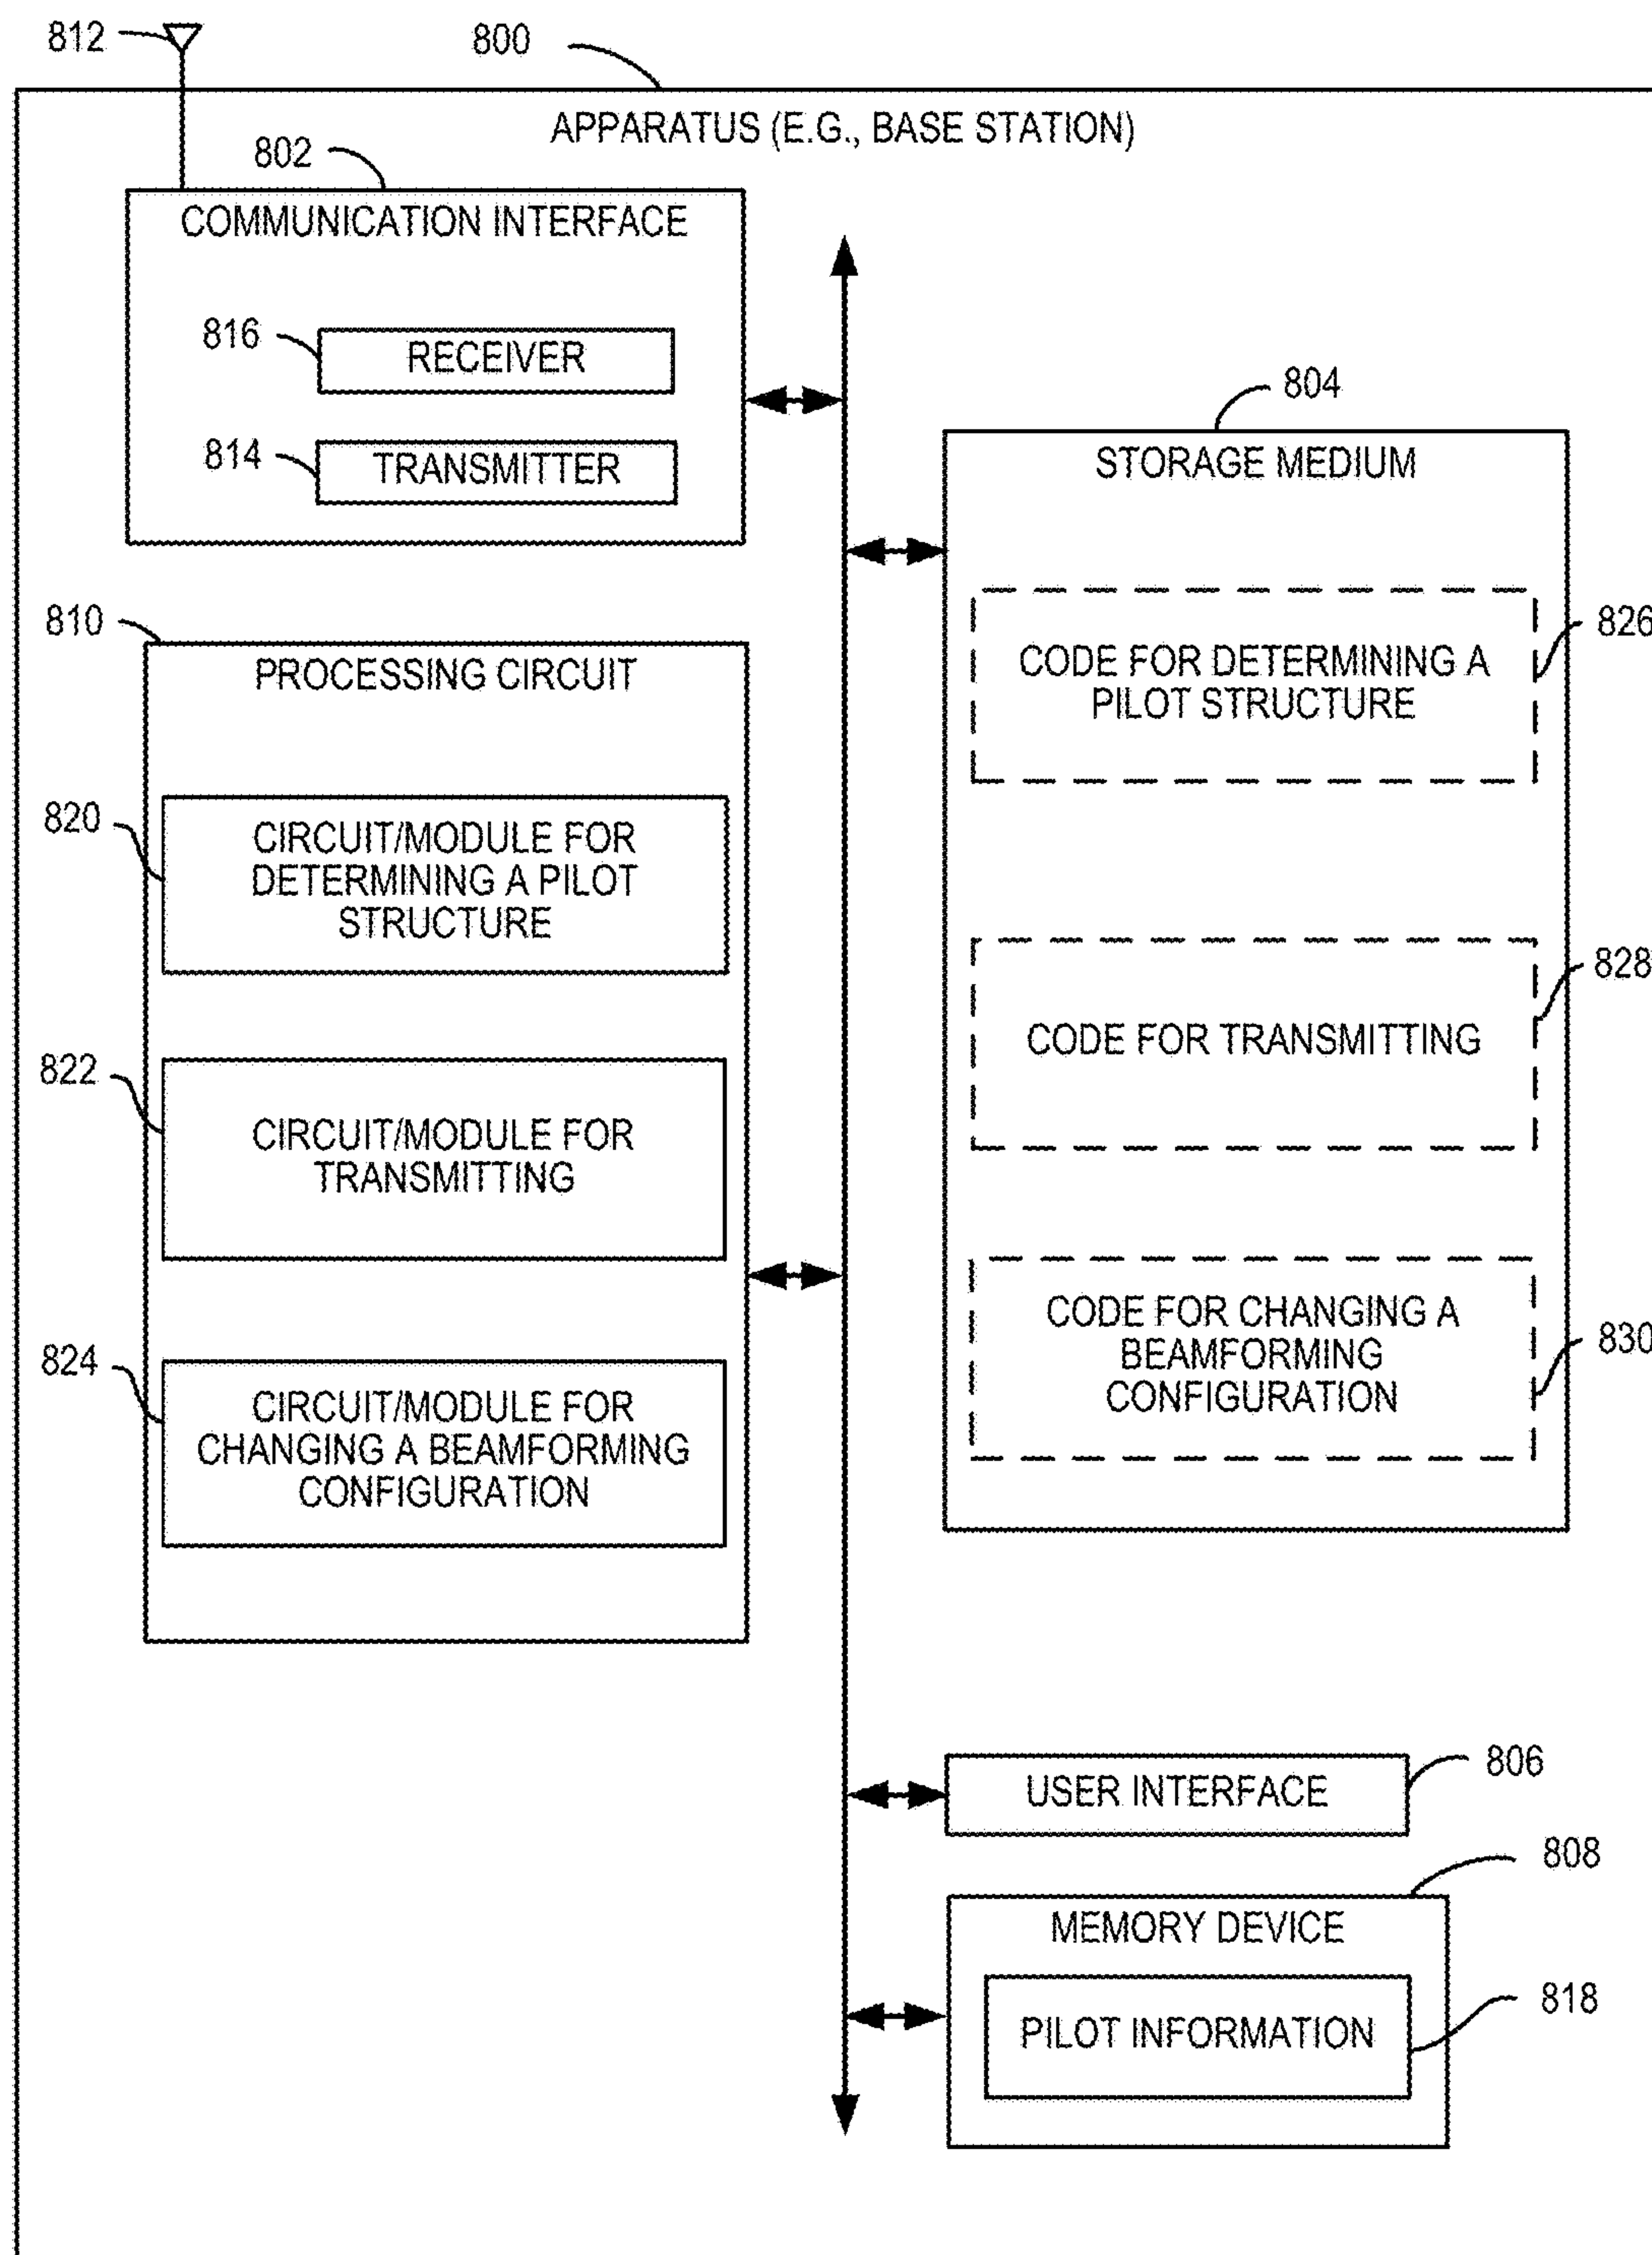 812
800
APPARATUS (E.G., BASE STATION)
802
COMMUNICATION INTERFACE
816
RECEIVER
814
TRANSMITTER
804
STORAGE MEDIUM
826
CODE FOR DETERMINING A
PILOT STRUCTURE
828
CODE FOR TRANSMITTING
830
CODE FOR CHANGING A
BEAMFORMING
CONFIGURATION
810
PROCESSING CIRCUIT
820
CIRCUIT/MODULE FOR
DETERMINING A PILOT
STRUCTURE
822
CIRCUIT/MODULE FOR
TRANSMITTING
824
CIRCUIT/MODULE FOR
CHANGING A BEAMFORMING
CONFIGURATION
806
USER INTERFACE
808
MEMORY DEVICE
818
PILOT INFORMATION